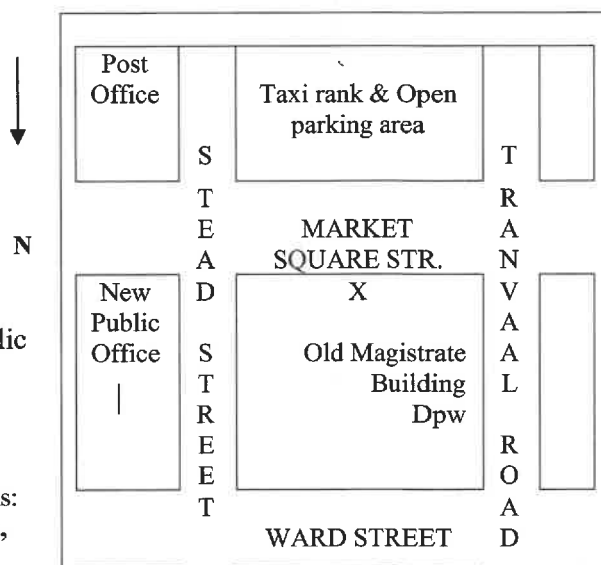 Post
Office
Taxi rank & Open
parking area
STEAD STREET
TRANVAAL ROAD
N
MARKET
SQUARE STR.
X
New
Public
Office
lic
Old Magistrate
Building
Dpw
s:
,
WARD STREET